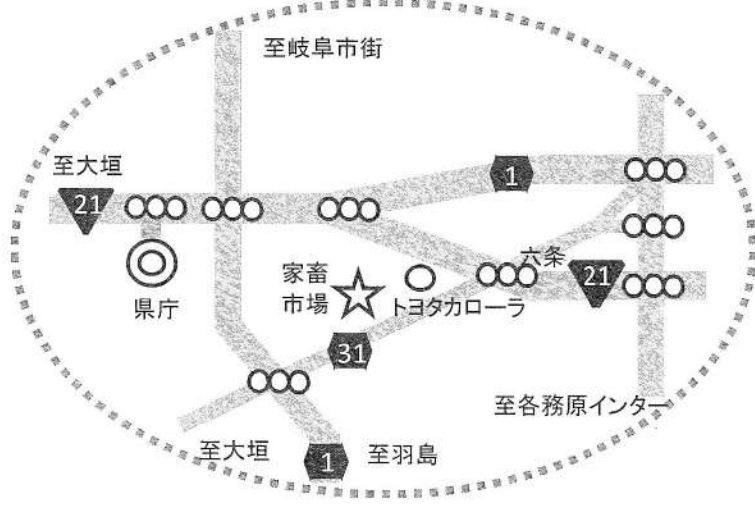 至岐阜市街
至大垣
1
21
六条
家畜
市場
21
県庁
トヨタカローラ
31
至各務原インター
至大垣
1
至羽島